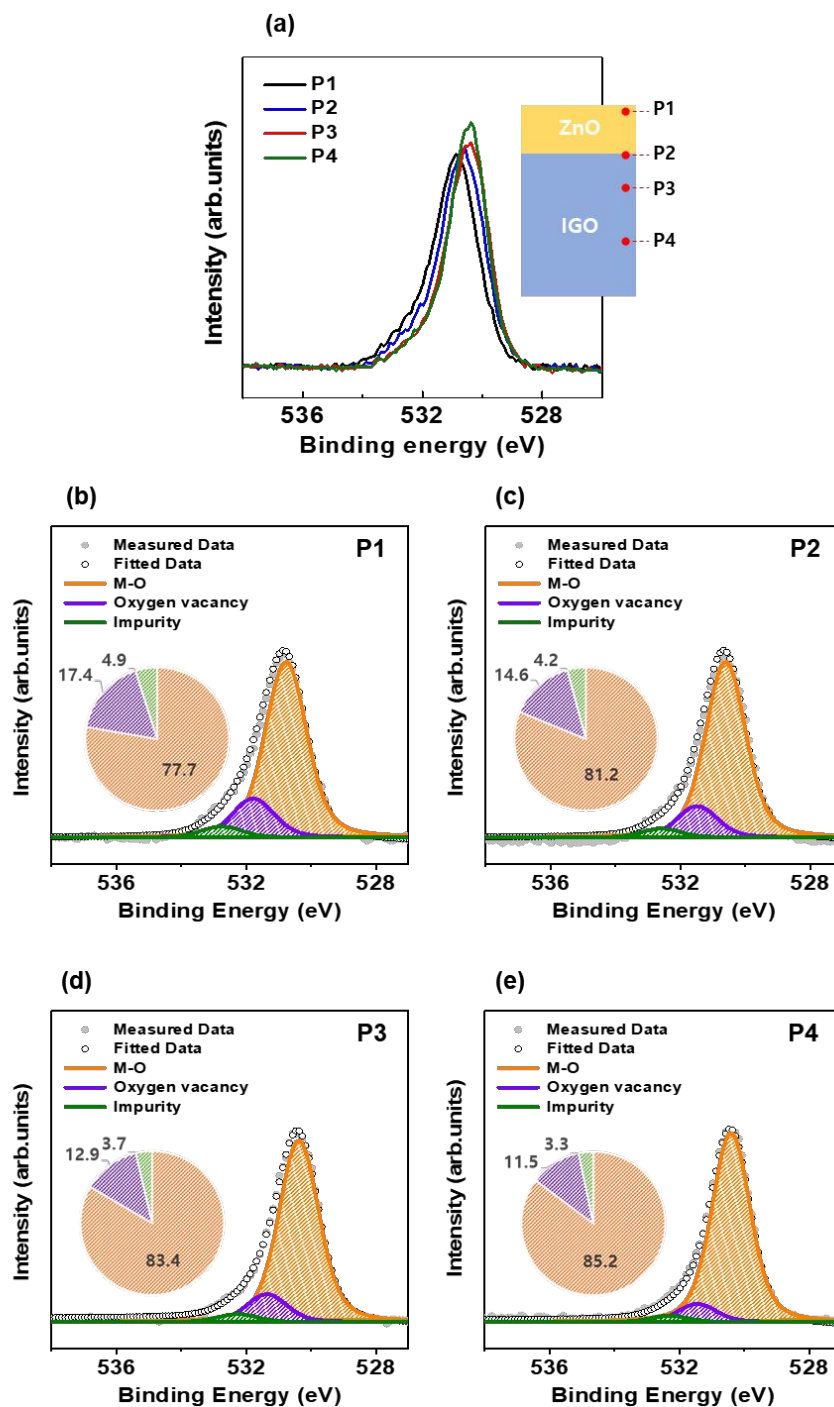 (a)
P1
P2
P3
P4
ZnO
IGO
P1
P2
P3
P4
Intensity (arb.units)
536
532
528
Binding energy (eV)
(b)
P1
Measured Data
Fitted Data
M-O
Oxygen vacancy
Impurity
4.9
17.4
77.7
Intensity (arb.units)
536
532
528
Binding Energy (eV)
(c)
P2
Measured Data
Fitted Data
M-O
Oxygen vacancy
Impurity
4.2
14.6
81.2
Intensity (arb.units)
536
532
528
Binding Energy (eV)
(d)
P3
Measured Data
Fitted Data
M-O
Oxygen vacancy
Impurity
3.7
12.9
83.4
Intensity (arb.units)
536
532
528
Binding Energy (eV)
(e)
P4
Measured Data
Fitted Data
M-O
Oxygen vacancy
Impurity
3.3
11.5
85.2
Intensity (arb.units)
536
532
528
Binding Energy (eV)